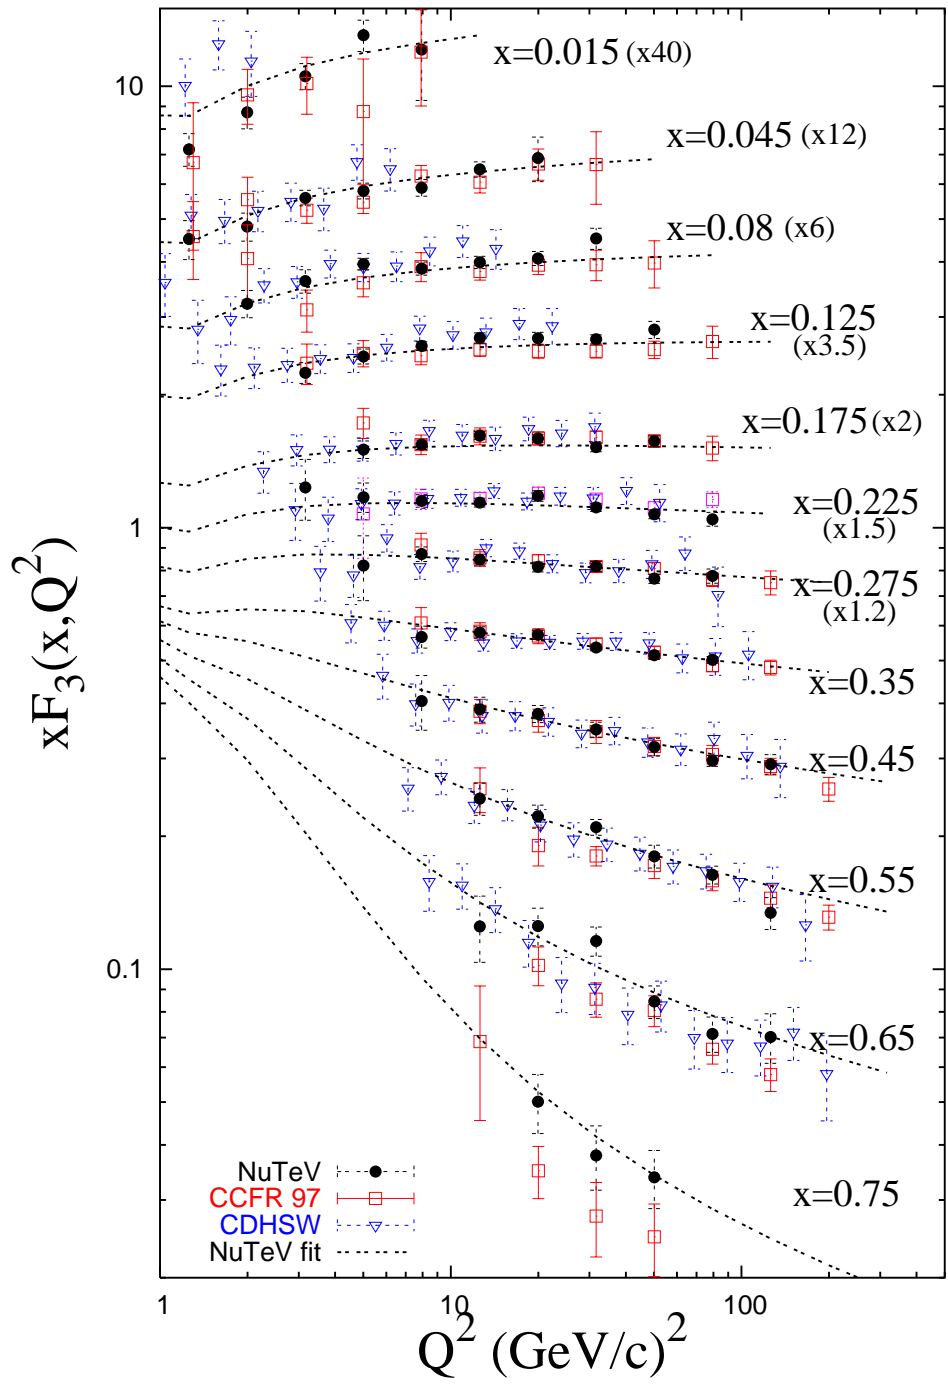 x=0.015 (x40)
10
x=0.045 (x12)
x=0.08 (x6)
x=0.125
(x3.5)
x=0.175 (x2)
1
x=0.225
(x1.5)
x=0.275
(x1.2)
xF₃(x,Q²)
x=0.35
x=0.45
x=0.55
0.1
x=0.65
NuTeV
CCFR 97
CDHSW
NuTeV fit
x=0.75
1
10
100
Q² (GeV/c)²